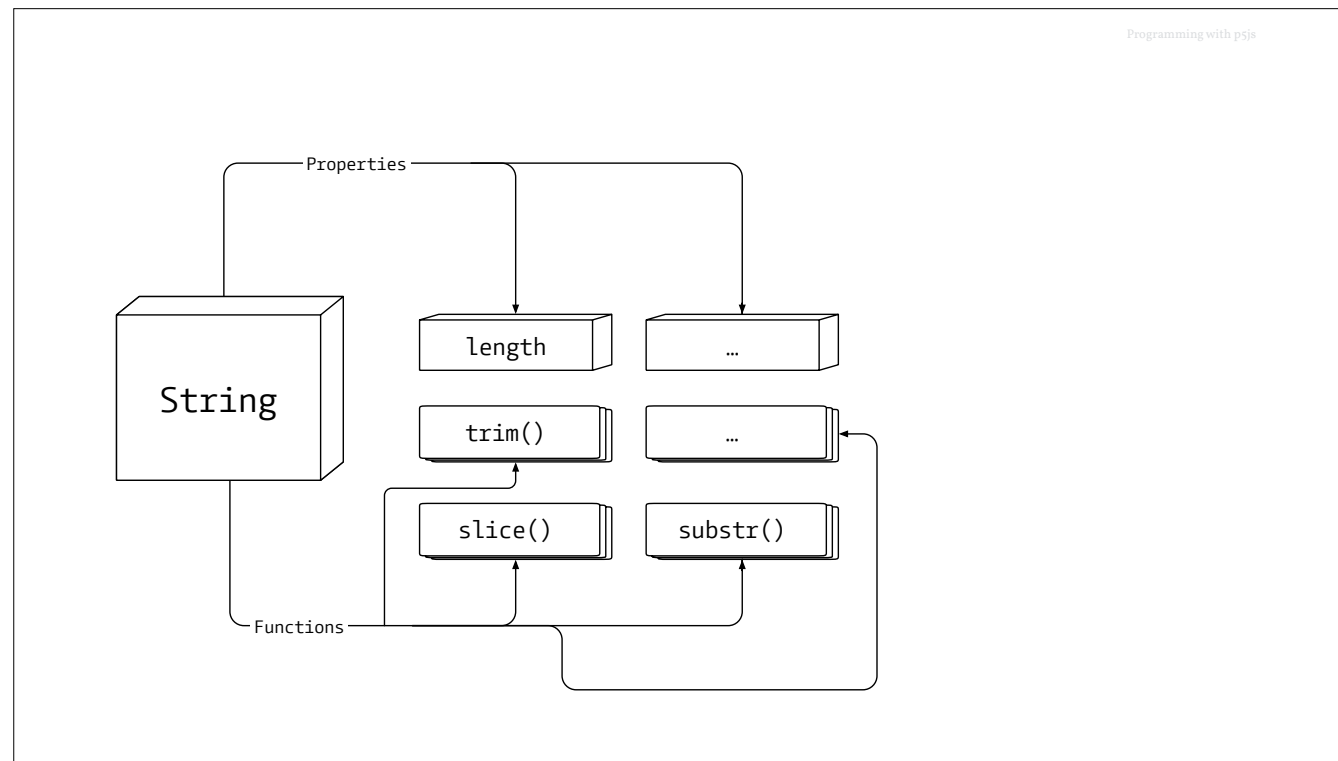 Programming with p5js
Properties
length
…
String
trim()
…
slice()
substr()
Functions